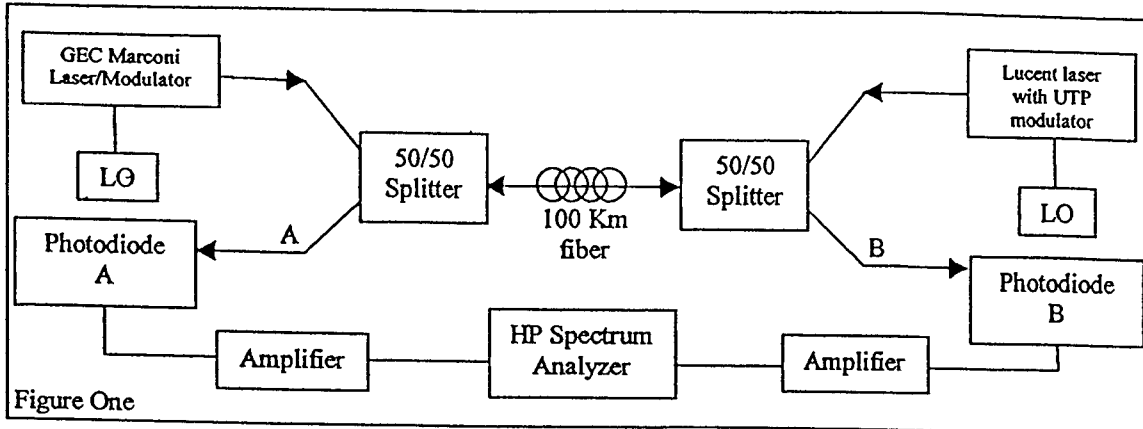 GEC Marconi
Laser/Modulator
LO
Photodiode
A
A
50/50
Splitter
100 Km
fiber
50/50
Splitter
B
Lucent laser
with UTP
modulator
LO
Photodiode
B
Amplifier
HP Spectrum
Analyzer
Amplifier
Figure One